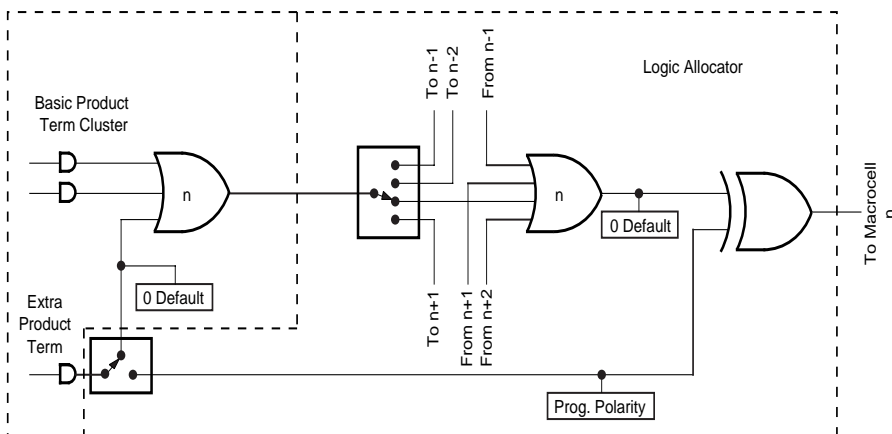 To n-1
To n-2
From n-1
Logic Allocator
Basic Product
Term Cluster
n
n
0 Default
To Macrocell
n
0 Default
Extra
Product
Term
To n+1
From n+1
From n+2
Prog. Polarity